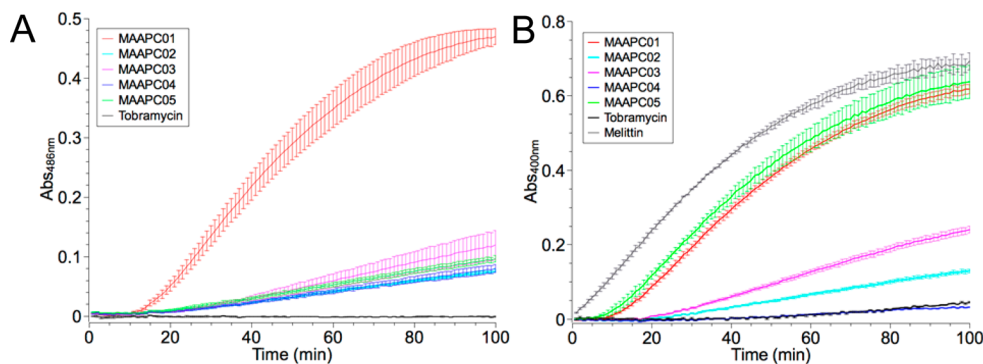 A
0.5
0.4
0.3
0.2
0.1
0
Abs486nm
MAAPC01
MAAPC02
MAAPC03
MAAPC04
MAAPC05
Tobramycin
0 20 40 60 80 100
Time (min)
B
0.8
0.6
0.4
0.2
0
Abs400nm
MAAPC01
MAAPC02
MAAPC03
MAAPC04
MAAPC05
Tobramycin
Melittin
0 20 40 60 80 100
Time (min)